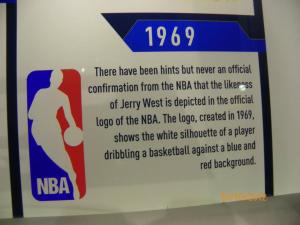 1969
There have been hints but never an official
confirmation from the NBA that the likeness
of Jerry West is depicted in the official
logo of the NBA. The logo, created in 1969,
shows the white silhouette of a player
dribbling a basketball against a blue and
red background.
NBA